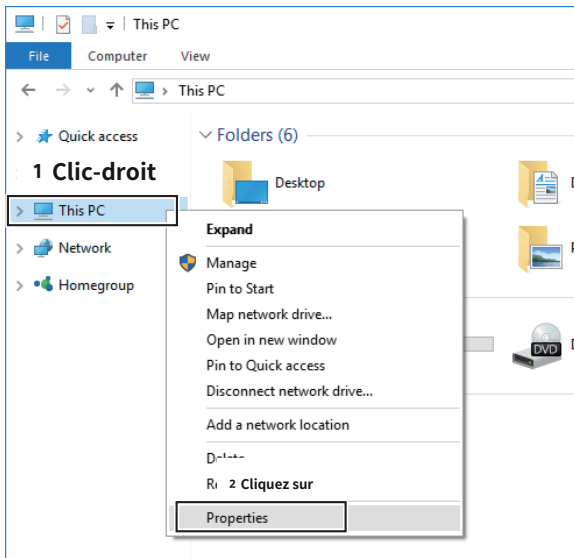 This PC
File Computer View
This PC
Quick access
Folders (6)
1 Clic-droit
Desktop
This PC
Expand
Network
Manage
Homegroup
Pin to Start
Map network drive...
Open in new window
DVD
Pin to Quick access
Disconnect network drive...
Add a network location
2 Cliquez sur
Properties